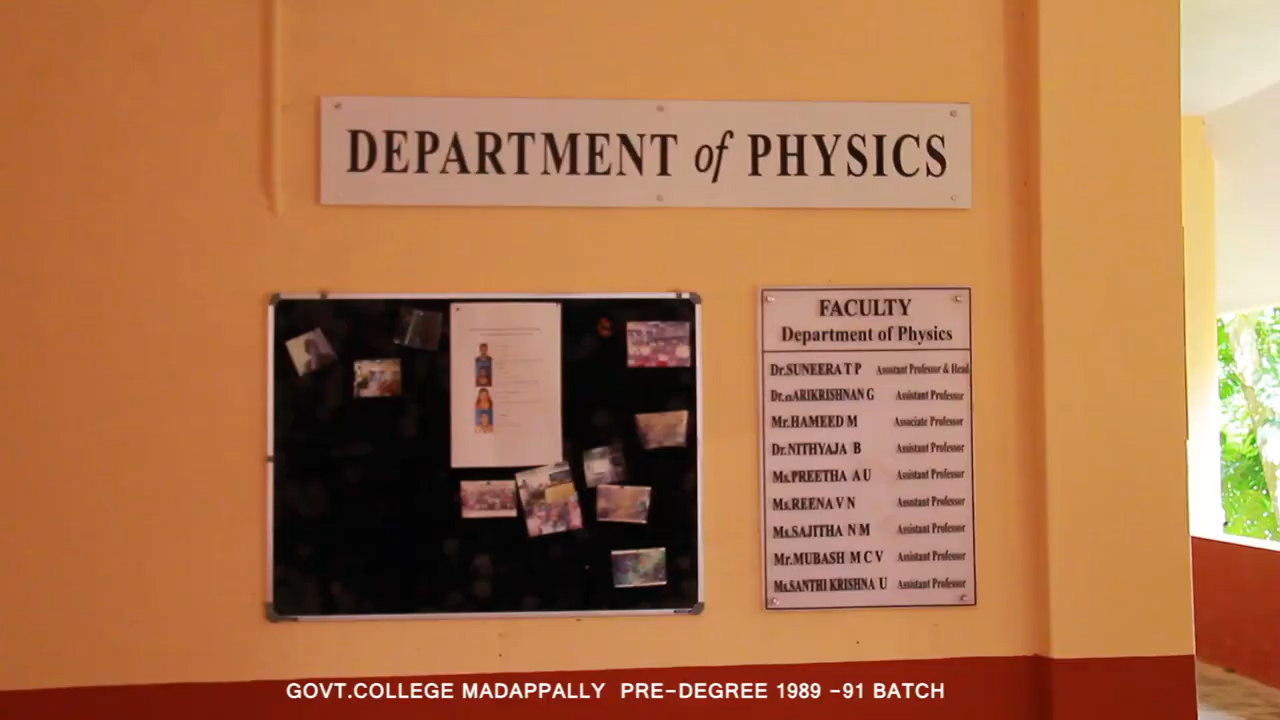 DEPARTMENT of PHYSICS
FACULTY
Department of Physics
Dr.SUNEERA T P Assistant Professor & Head
Dr.HARIKRISHNAN G Assistant Professor
Mr.HAMEED M Associate Professor
Dr.NITHYAJA B Assistant Professor
Ms.PREETHA A U Assistant Professor
Ms.REENA V N Assistant Professor
Ms.SAJITHA N M Assistant Professor
Mr.MUBASH M C V Assistant Professor
Ms.SANTHI KRISHNA U Assistant Professor
GOVT.COLLEGE MADAPPALLY PRE-DEGREE 1989 -91 BATCH